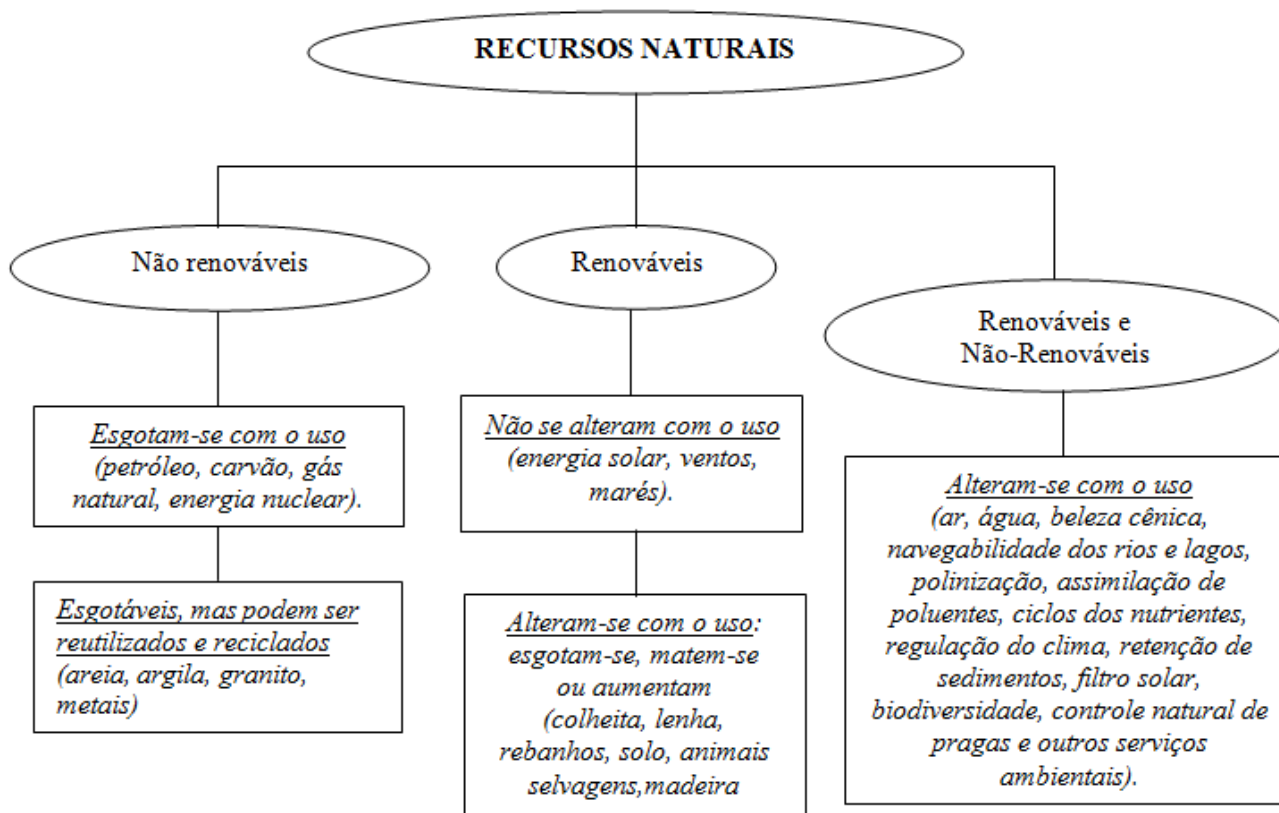 RECURSOS NATURAIS
Não renováveis
Esgotam-se com o uso
(petróleo, carvão, gás
natural, energia nuclear).
Esgotáveis, mas podem ser
reutilizados e reciclados
(areia, argila, granito,
metais)
Renováveis
Não se alteram com o uso
(energia solar, ventos,
marés).
Alteram-se com o uso:
esgotam-se, matem-se
ou aumentam
(colheita, lenha,
rebanhos, solo, animais
selvagens,madeira
Renováveis e
Não-Renováveis
Alteram-se com o uso
(ar, água, beleza cênica,
navegabilidade dos rios e lagos,
polinização, assimilação de
poluentes, ciclos dos nutrientes,
regulação do clima, retenção de
sedimentos, filtro solar,
biodiversidade, controle natural de
pragas e outros serviços
ambientais).